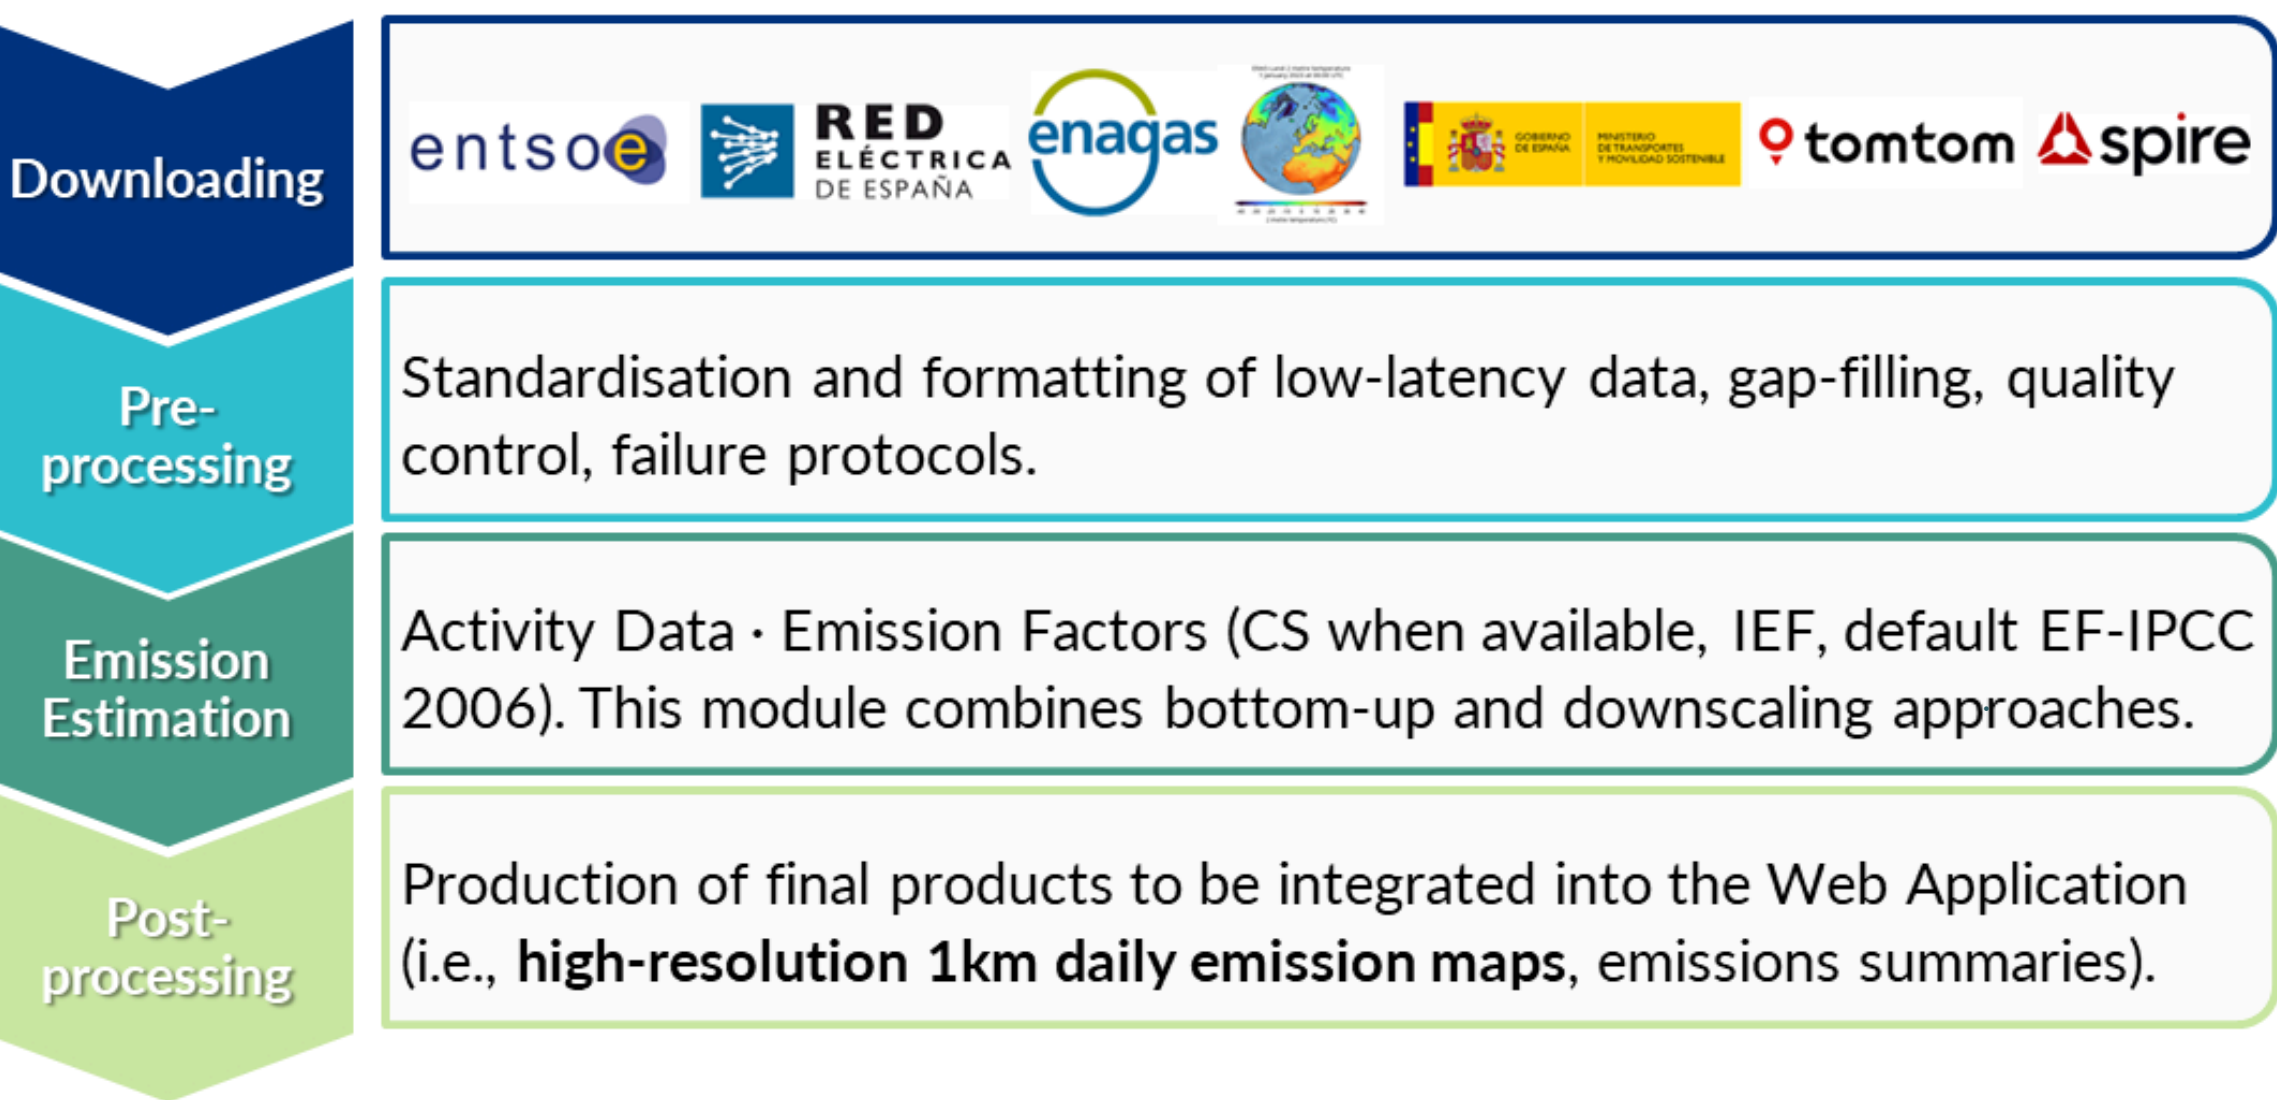 Downloading
entsoe
RED
ELÉCTRICA
DE ESPAÑA
enagas
GOBIERNO
DE ESPAÑA
MINISTERIO
DE TRANSPORTES
Y MOVILIDAD SOSTENIBLE
tomtom
spire
Pre-
processing
Standardisation and formatting of low-latency data, gap-filling, quality
control, failure protocols.
Emission
Estimation
Activity Data · Emission Factors (CS when available, IEF, default EF-IPCC
2006). This module combines bottom-up and downscaling approaches.
Post-
processing
Production of final products to be integrated into the Web Application
(i.e., high-resolution 1km daily emission maps, emissions summaries).